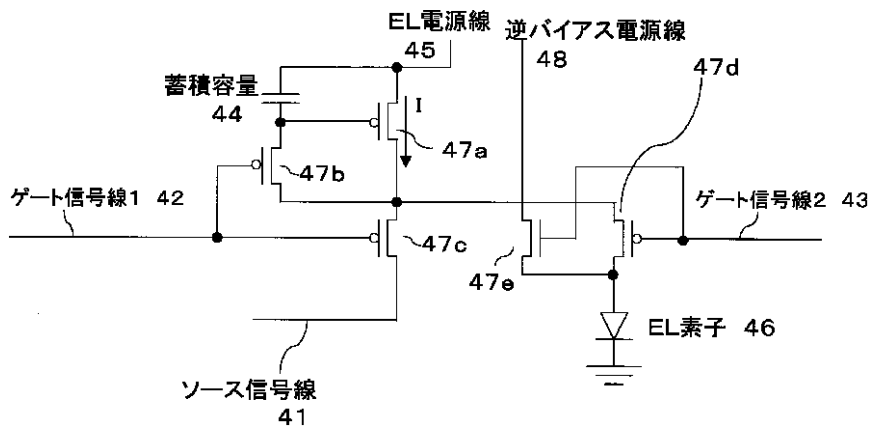 EL電源線
45
逆バイアス電源線
48
47d
蓄積容量
44
I
47a
47b
ゲート信号線1 42
ゲート信号線2 43
47c
47e
EL素子 46
ソース信号線
41